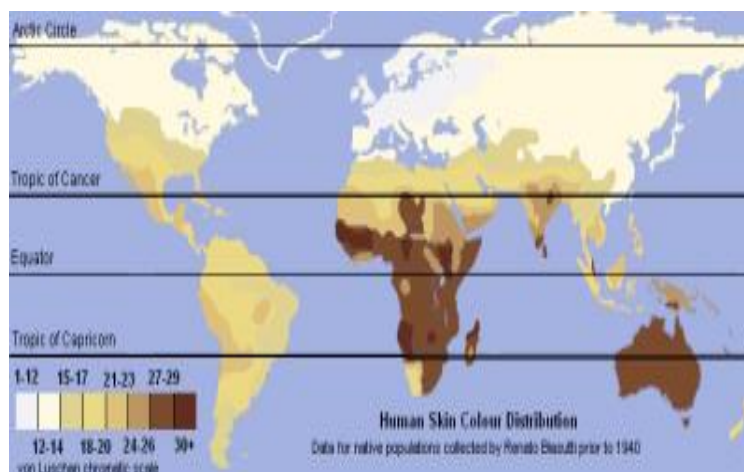 Arctic Circle
Tropic of Cancer
Equator
Tropic of Capricorn
1-12 15-17 21-23 27-29
12-14 18-20 24-26 30+
von Luschan chromatic scale
Human Skin Colour Distribution
Data for native populations collected by Renato Biasutti prior to 1940